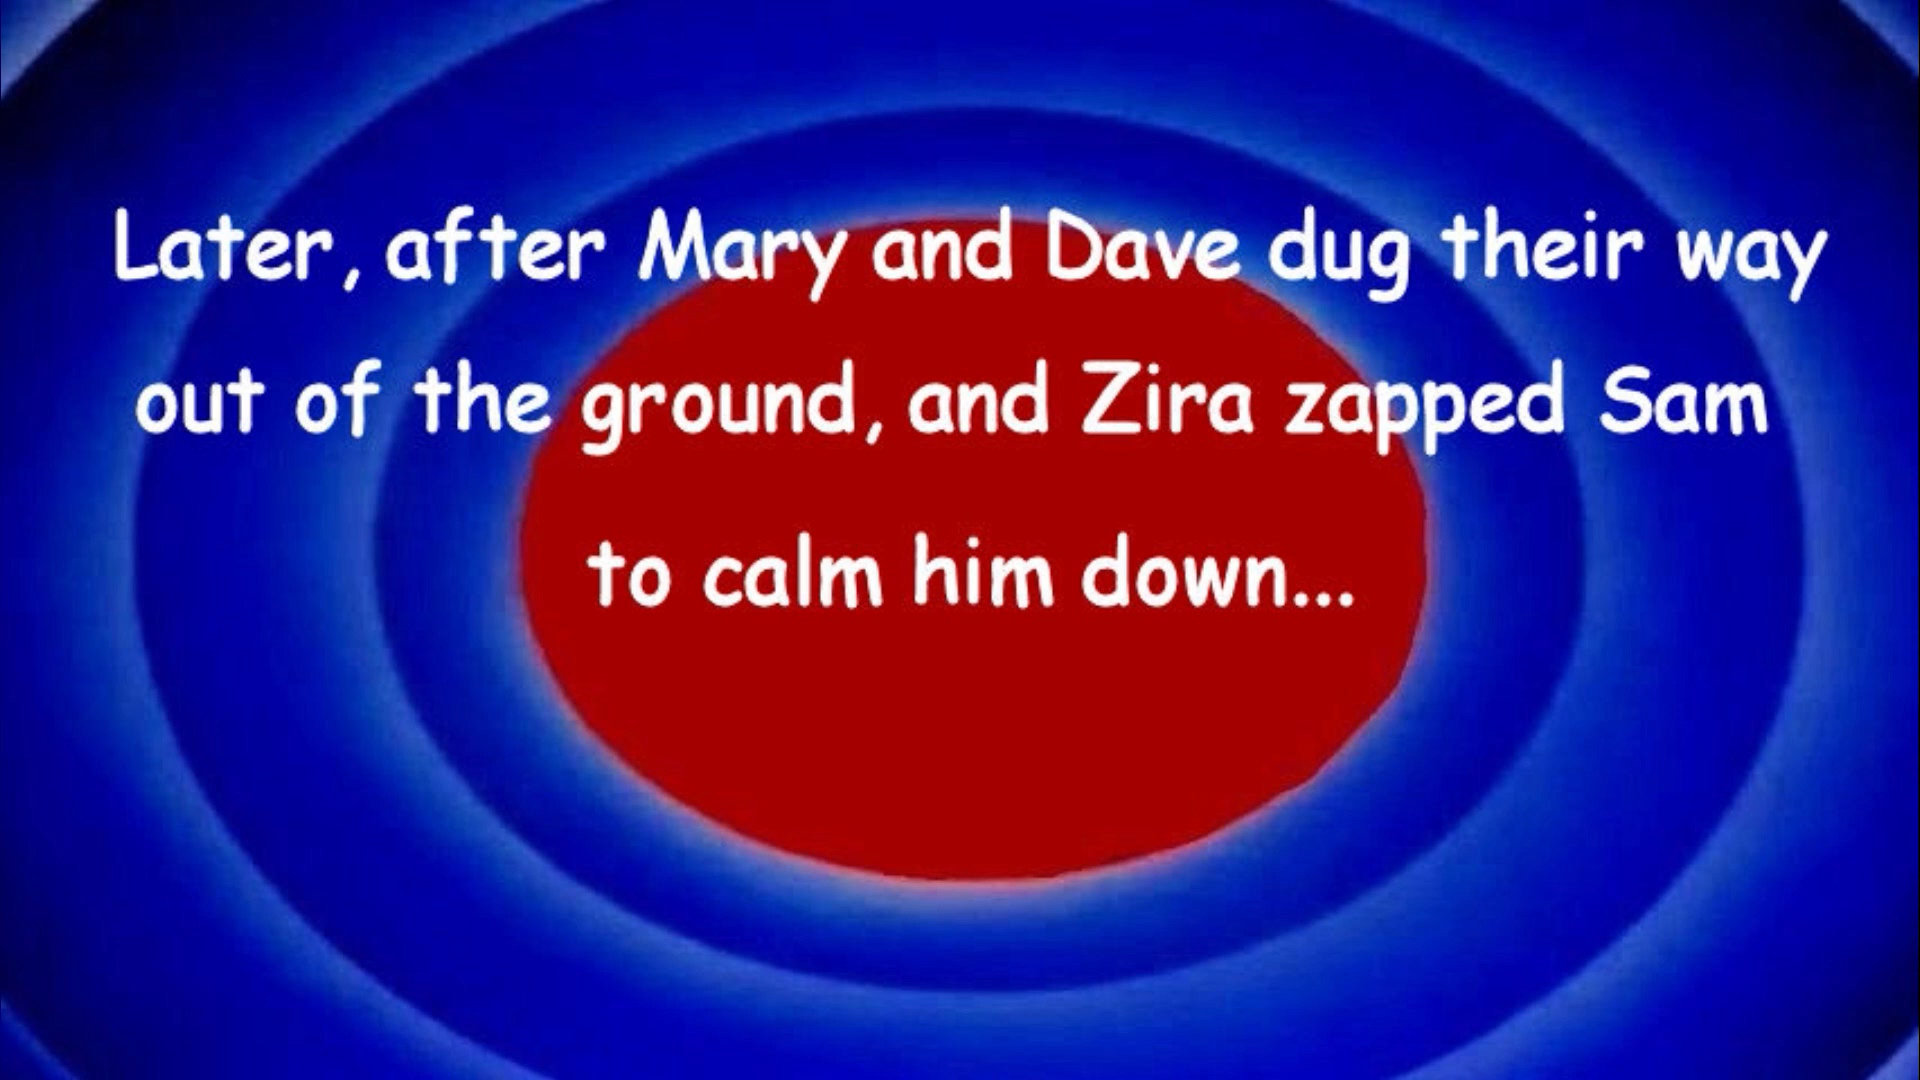 Later, after Mary and Dave dug their way
out of the ground, and Zira zapped Sam
to calm him down...